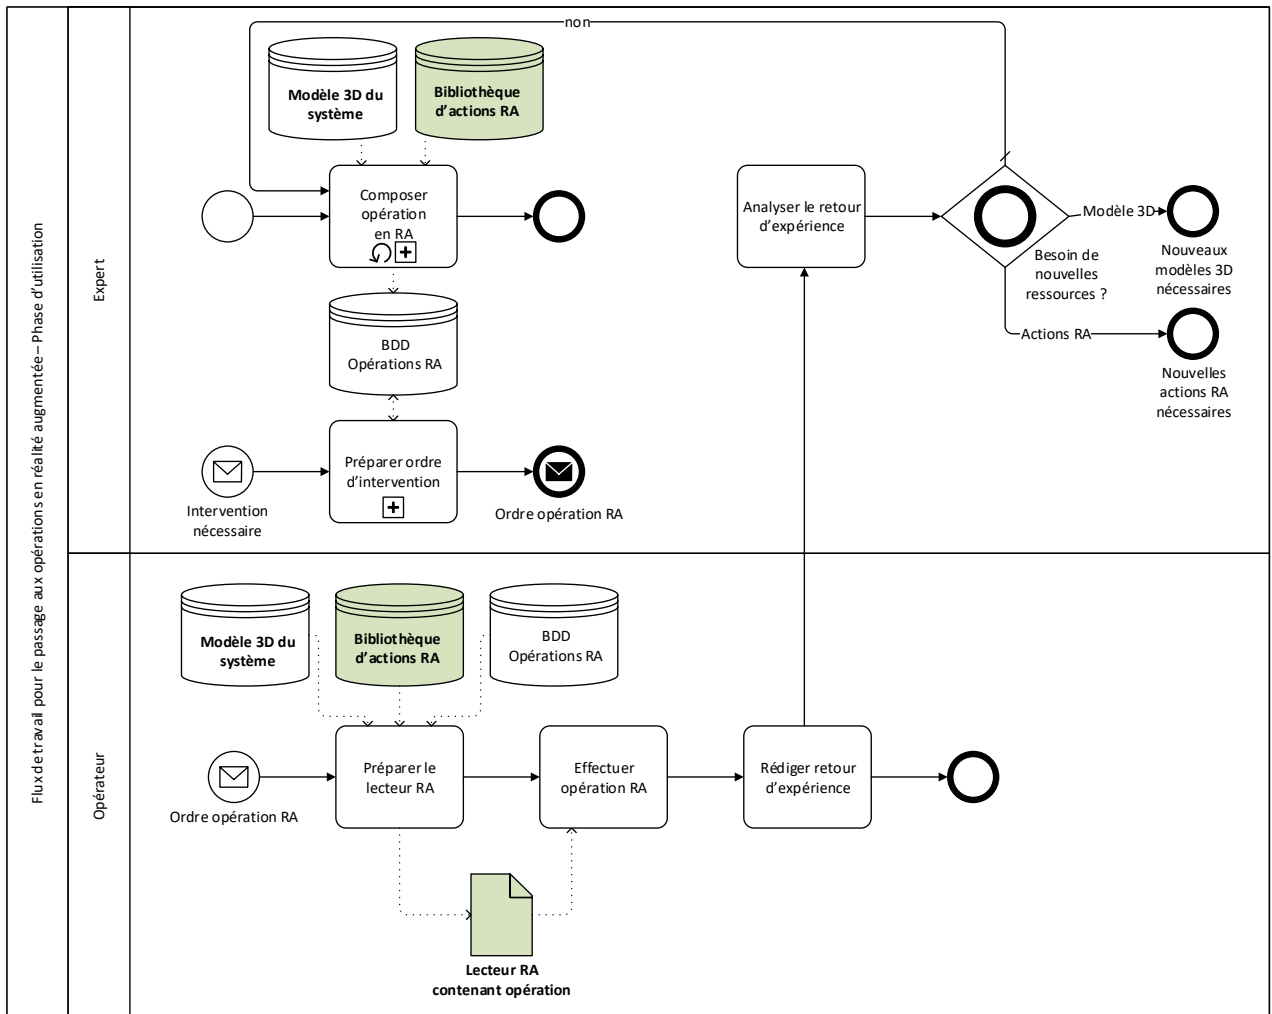 Flux de travail pour le passage aux opérations en réalité augmentée – Phase d'utilisation
Expert
non
Modèle 3D du
système
Bibliothèque
d'actions RA
Composer
opération
en RA
BDD
Opérations RA
Intervention
nécessaire
Préparer ordre
d'intervention
Ordre opération RA
Analyser le retour
d'expérience
Besoin de
nouvelles
ressources ?
Modèle 3D
Nouveaux
modèles 3D
nécessaires
Actions RA
Nouvelles
actions RA
nécessaires
Opérateur
Modèle 3D du
système
Bibliothèque
d'actions RA
BDD
Opérations RA
Ordre opération RA
Préparer le
lecteur RA
Effectuer
opération RA
Rédiger retour
d'expérience
Lecteur RA
contenant opération